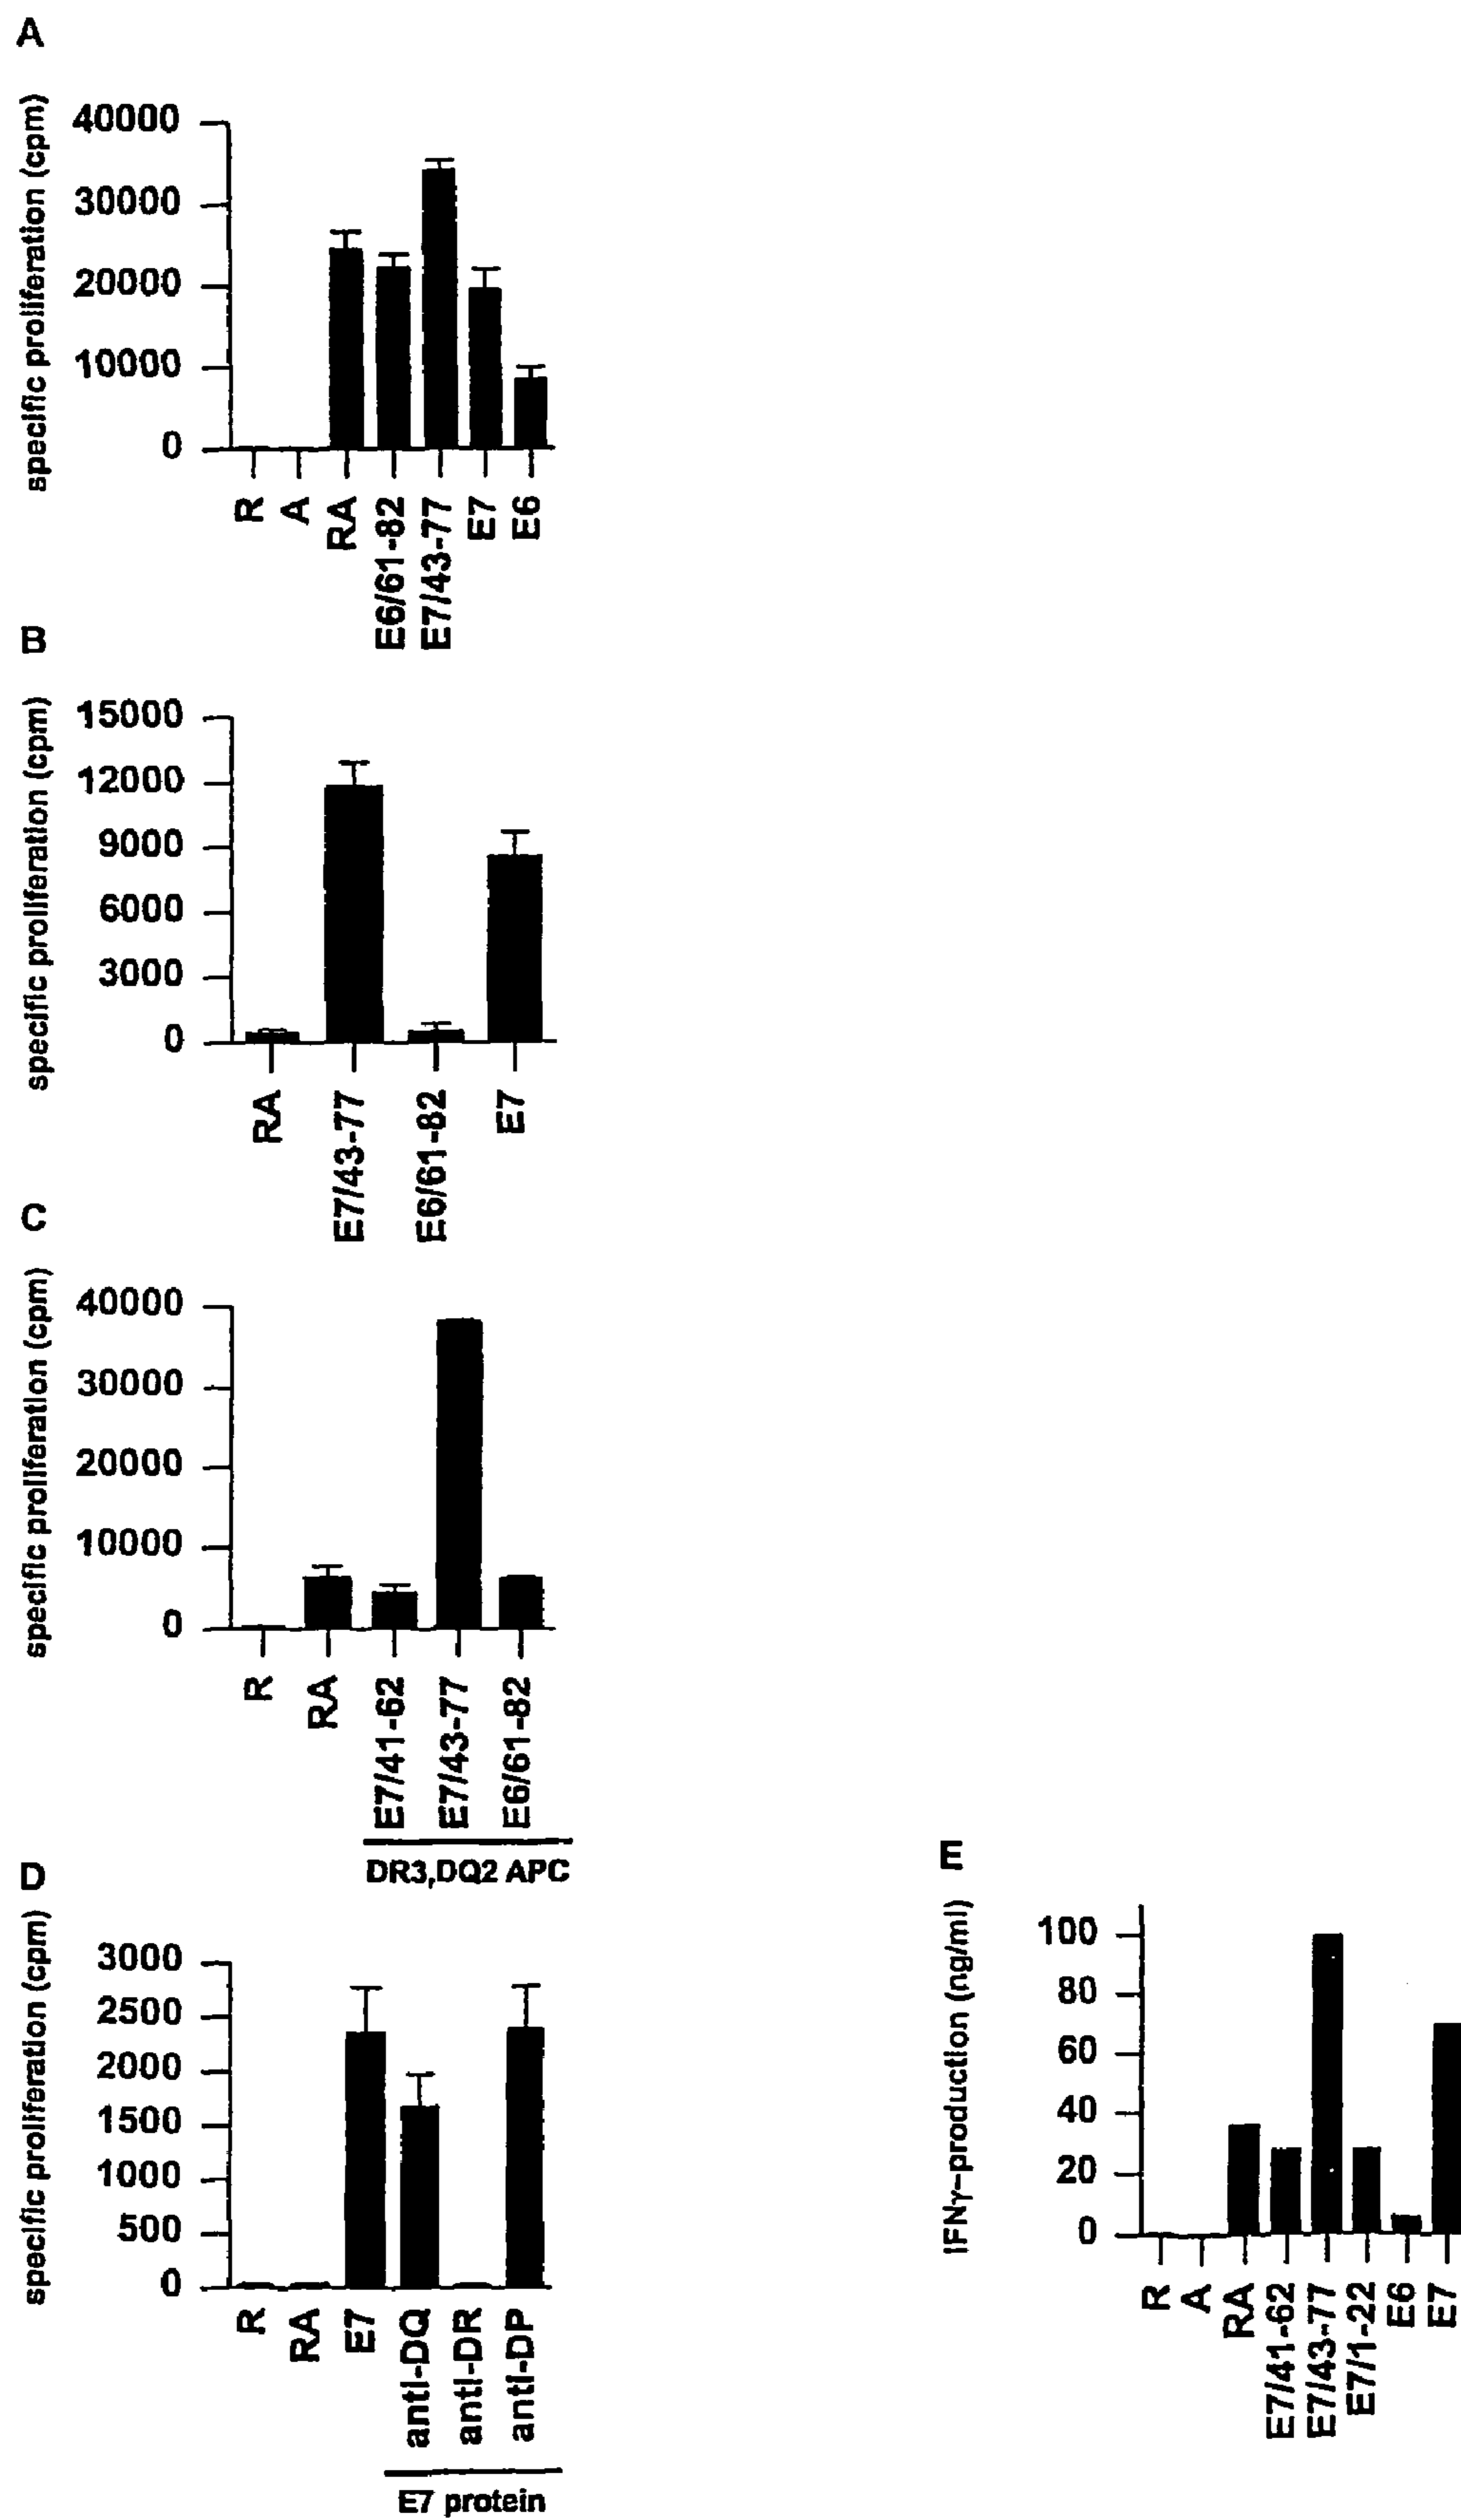 A
specific proliferation (cpm)
40000
30000
20000
10000
0
R
A
RA
E6/61-82
E7/43-77
E7
E6
B
specific proliferation (cpm)
15000
12000
9000
6000
3000
0
RA
E7/43-77
E6/61-82
E7
C
specific proliferation (cpm)
40000
30000
20000
10000
0
R
RA
E7/41-62
E7/43-77
E6/61-82
DR3,DQ2 APC
D
specific proliferation (cpm)
3000
2500
2000
1500
1000
500
0
R
RA
E7
anti-DQ
anti-DR
anti-DP
E7 protein
E
IFNγ-production (ng/ml)
100
80
60
40
20
0
R
A
RA
E7/41-62
E7/43-77
E7/1-22
E6
E7